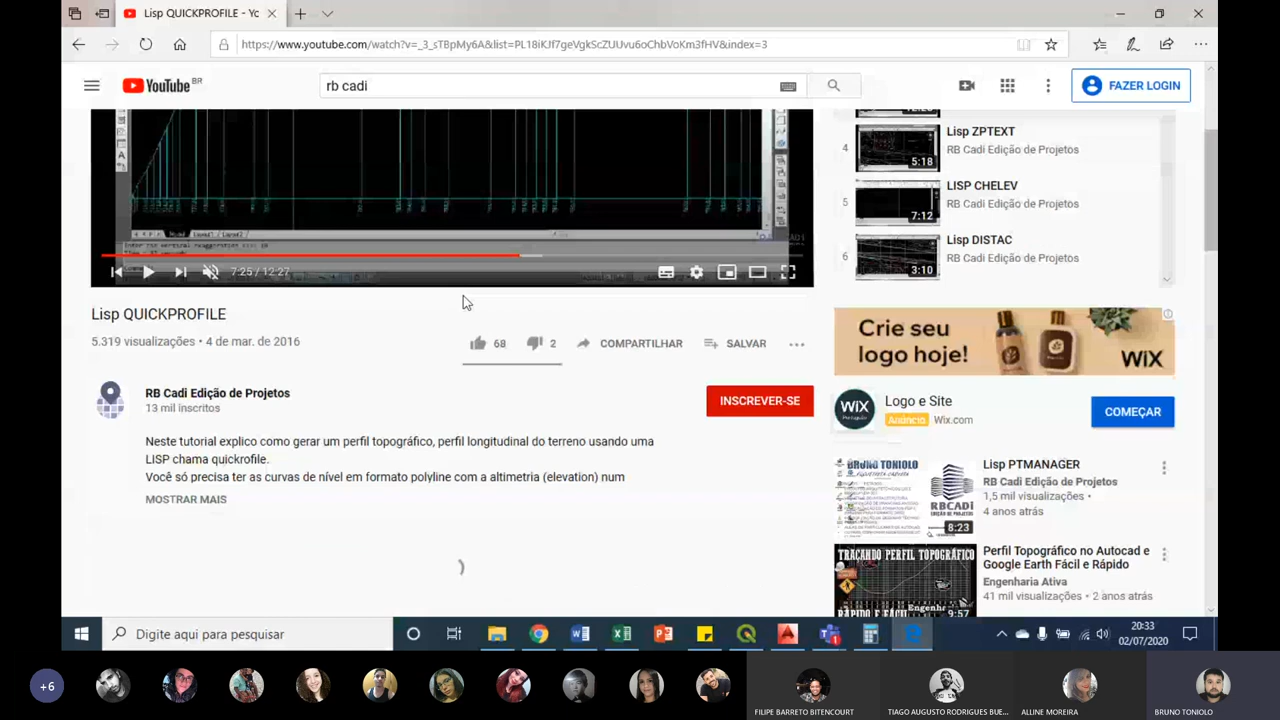 Lisp QUICKPROFILE - Yo
https://www.youtube.com/watch?v=_3_sTBpMy6A&list=PL18iKJf7geVgkScZUUvu6oChbVoKm3fHV&index=3
YouTube BR
rb cadi
FAZER LOGIN
7:25 / 12:27
4
Lisp ZPTEXT
RB Cadi Edição de Projetos
5:18
5
LISP CHELEV
RB Cadi Edição de Projetos
7:12
6
Lisp DISTAC
RB Cadi Edição de Projetos
3:10
Lisp QUICKPROFILE
5.319 visualizações • 4 de mar. de 2016
68
2
COMPARTILHAR
SALVAR
RB Cadi Edição de Projetos
13 mil inscritos
INSCREVER-SE
Neste tutorial explico como gerar um perfil topográfico, perfil longitudinal do terreno usando uma
LISP chama quickrofile.
Você só precisa ter as curvas de nível em formato polyline com a altimetria (elevation) num
MOSTRAR MAIS
Crie seu
logo hoje!
WiX
WiX
Logo e Site
Anúncio Wix.com
COMEÇAR
BRUNO TONIOLO
RBCADI
EDIÇÃO DE PROJETOS
8:23
Lisp PTMANAGER
RB Cadi Edição de Projetos
1,5 mil visualizações •
4 anos atrás
TRAÇANDO PERFIL TOPOGRÁFICO
RÁPIDO E FÁCIL
9:57
Perfil Topográfico no Autocad e
Google Earth Fácil e Rápido
Engenharia Ativa
41 mil visualizações • 2 anos atrás
Digite aqui para pesquisar
20:33
02/07/2020
+6
FILIPE BARRETO BITENCOURT
TIAGO AUGUSTO RODRIGUES BUE...
ALLINE MOREIRA
BRUNO TONIOLO